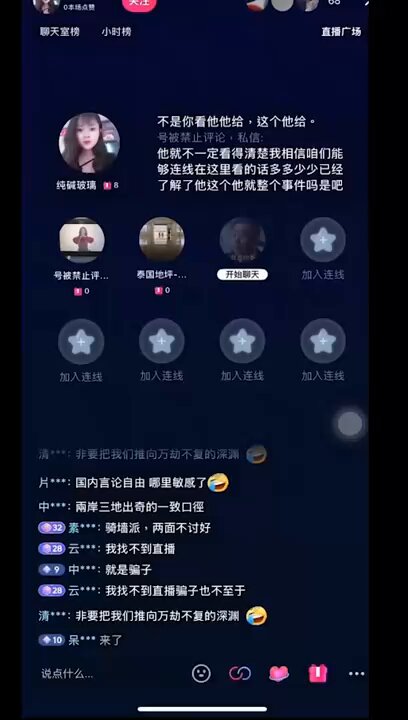 0本场点赞
关注
68
聊天室榜 小时榜 直播广场
不是你看他他给，这个他给。
号被禁止评论，私信:
他就不一定看得清楚我相信咱们能
够连线在这里看的话多多少少已经
了解了他这个他就整个事件吗是吧
纯碱玻璃 8
号被禁止评... 泰国地坪-... 开始聊天 加入连线
0 0
加入连线 加入连线 加入连线 加入连线
清***: 非要把我们推向万劫不复的深渊
片***: 国内言论自由 哪里敏感了
中***: 兩岸三地出奇的一致口徑
32 素***: 骑墙派，两面不讨好
28 云***: 我找不到直播
9 中***: 就是骗子
28 云***: 我找不到直播骗子也不至于
清***: 非要把我们推向万劫不复的深渊
10 呆*** 来了
说点什么...